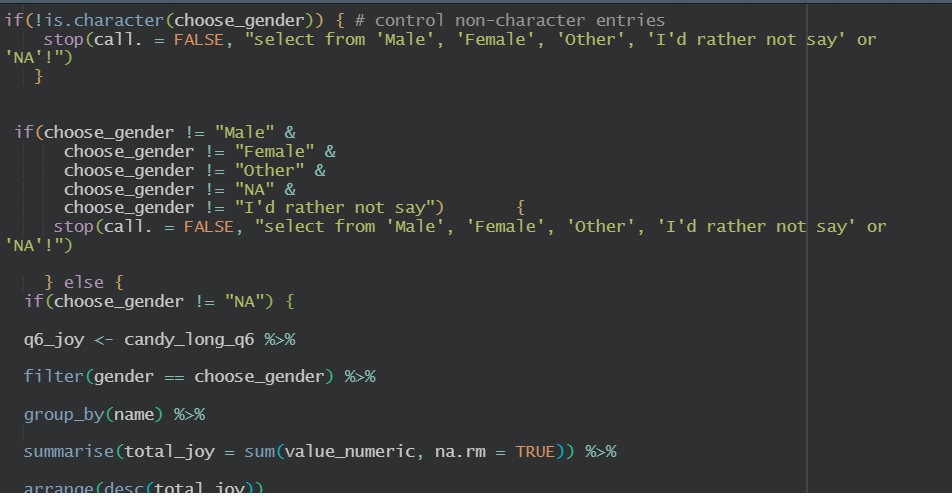 if(!is.character(choose_gender)) { # control non-character entries
stop(call. = FALSE, "select from 'Male', 'Female', 'Other', 'I'd rather not say' or
'NA'!")
}
if(choose_gender != "Male" &
choose_gender != "Female" &
choose_gender != "Other" &
choose_gender != "NA" &
choose_gender != "I'd rather not say") {
stop(call. = FALSE, "select from 'Male', 'Female', 'Other', 'I'd rather not say' or
'NA'!")
} else {
if(choose_gender != "NA") {
q6_joy <- candy_long_q6 %>%
filter(gender == choose_gender) %>%
group_by(name) %>%
summarise(total_joy = sum(value_numeric, na.rm = TRUE)) %>%
arrange(desc(total_joy))